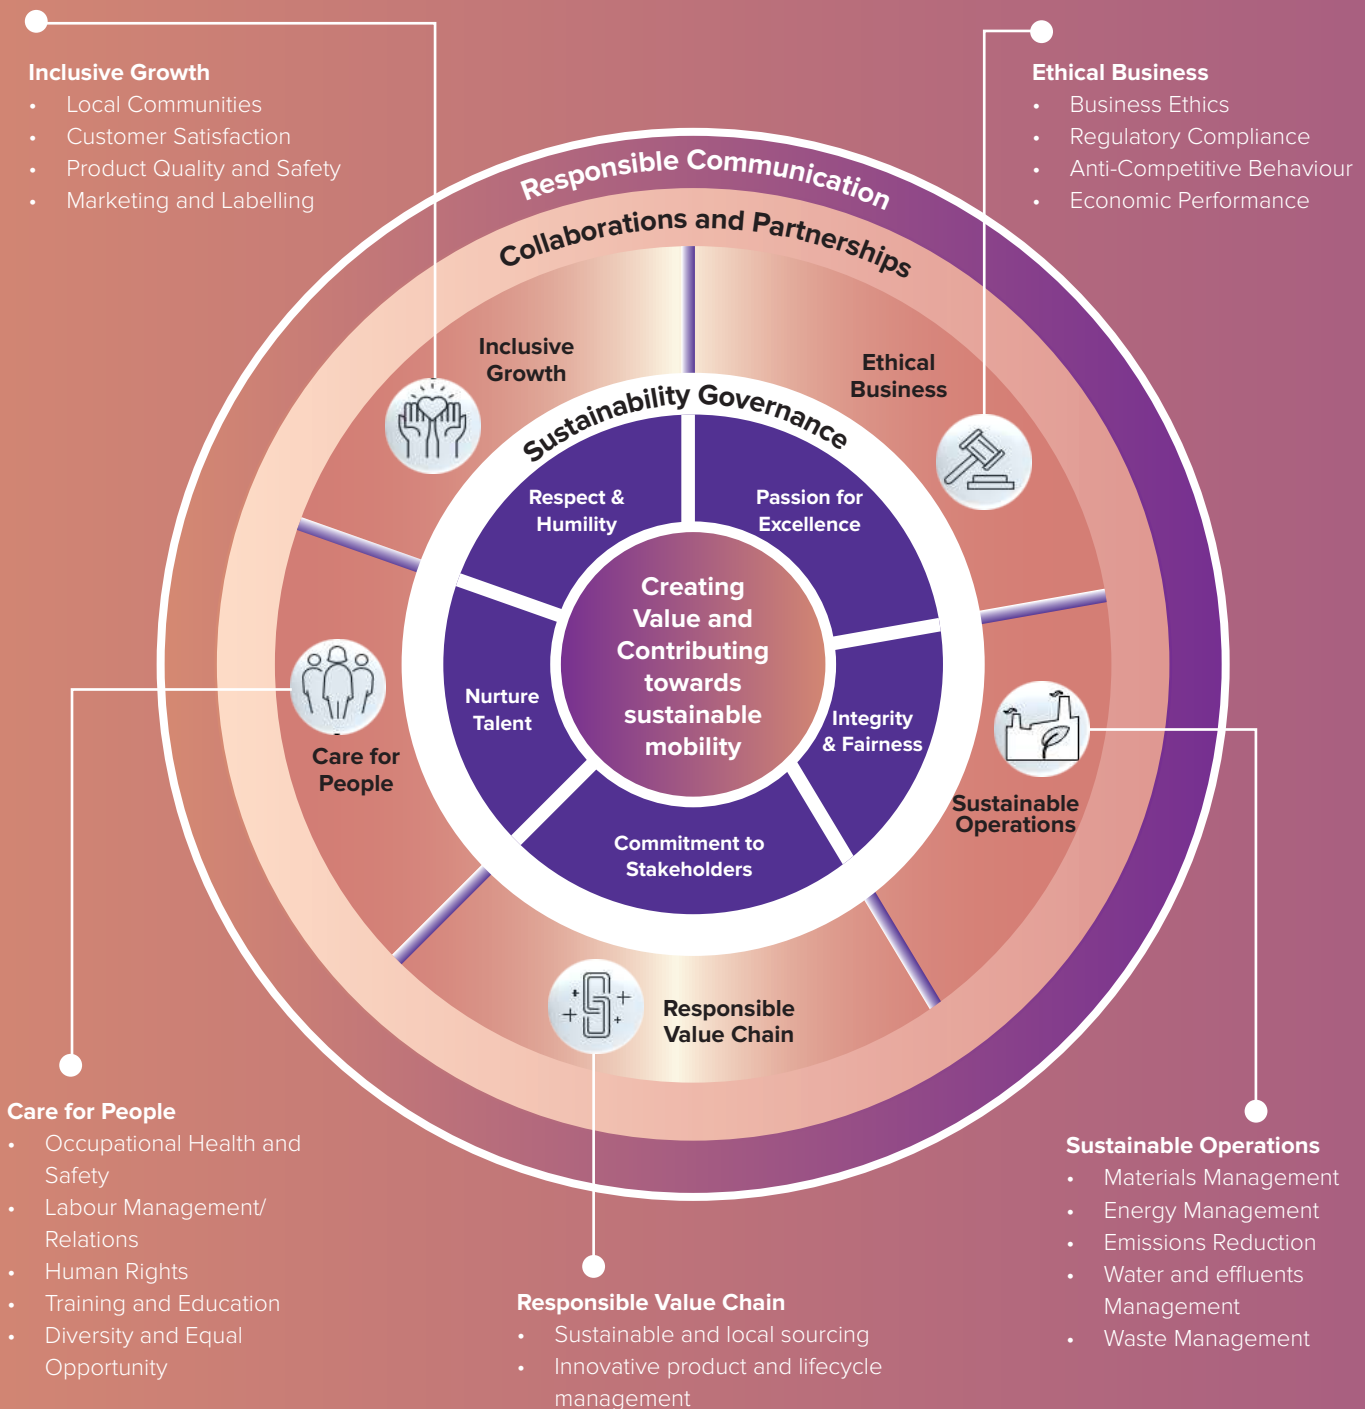 Inclusive Growth
• Local Communities
• Customer Satisfaction
• Product Quality and Safety
• Marketing and Labelling
Ethical Business
• Business Ethics
• Regulatory Compliance
• Anti-Competitive Behaviour
• Economic Performance
Responsible Communication
Collaborations and Partnerships
Inclusive
Growth
Ethical
Business
Sustainability Governance
Respect &
Humility
Passion for
Excellence
Creating
Value and
Contributing
towards
sustainable
mobility
Nurture
Talent
Integrity
& Fairness
Care for
People
Sustainable
Operations
Commitment to
Stakeholders
Responsible
Value Chain
Care for People
• Occupational Health and
Safety
• Labour Management/
Relations
• Human Rights
• Training and Education
• Diversity and Equal
Opportunity
Responsible Value Chain
• Sustainable and local sourcing
• Innovative product and lifecycle
management
Sustainable Operations
• Materials Management
• Energy Management
• Emissions Reduction
• Water and effluents
Management
• Waste Management